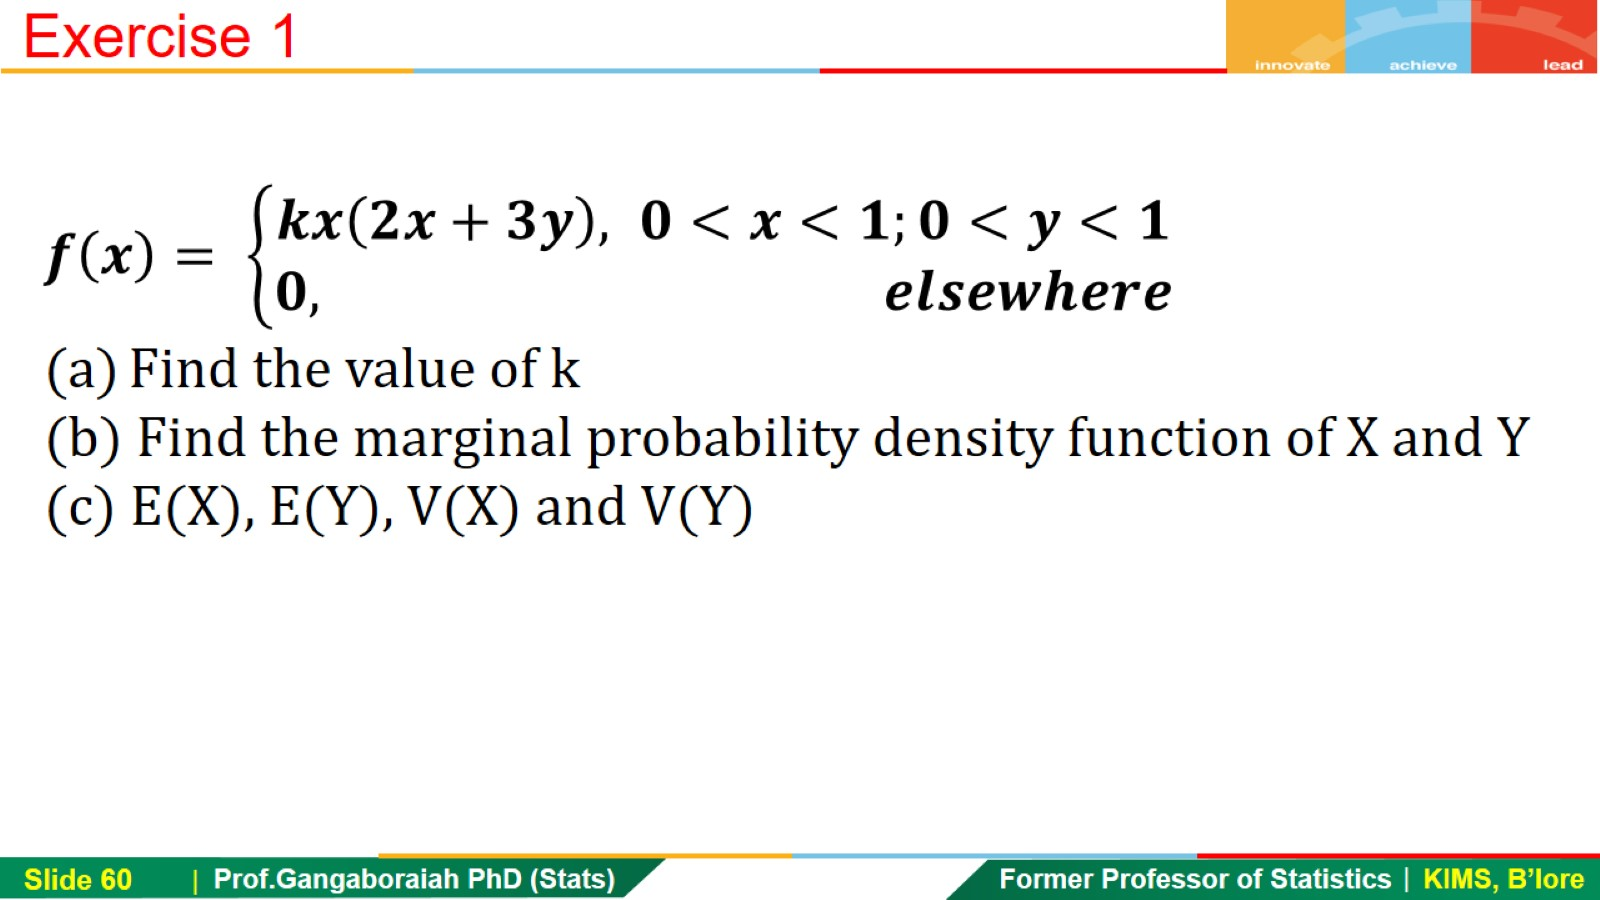 Exercise 1
innovate achieve lead
f(x) = { kx(2x + 3y), 0 < x < 1; 0 < y < 1
0, elsewhere
(a) Find the value of k
(b) Find the marginal probability density function of X and Y
(c) E(X), E(Y), V(X) and V(Y)
Slide 60 | Prof.Gangaboraiah PhD (Stats) Former Professor of Statistics | KIMS, B’lore